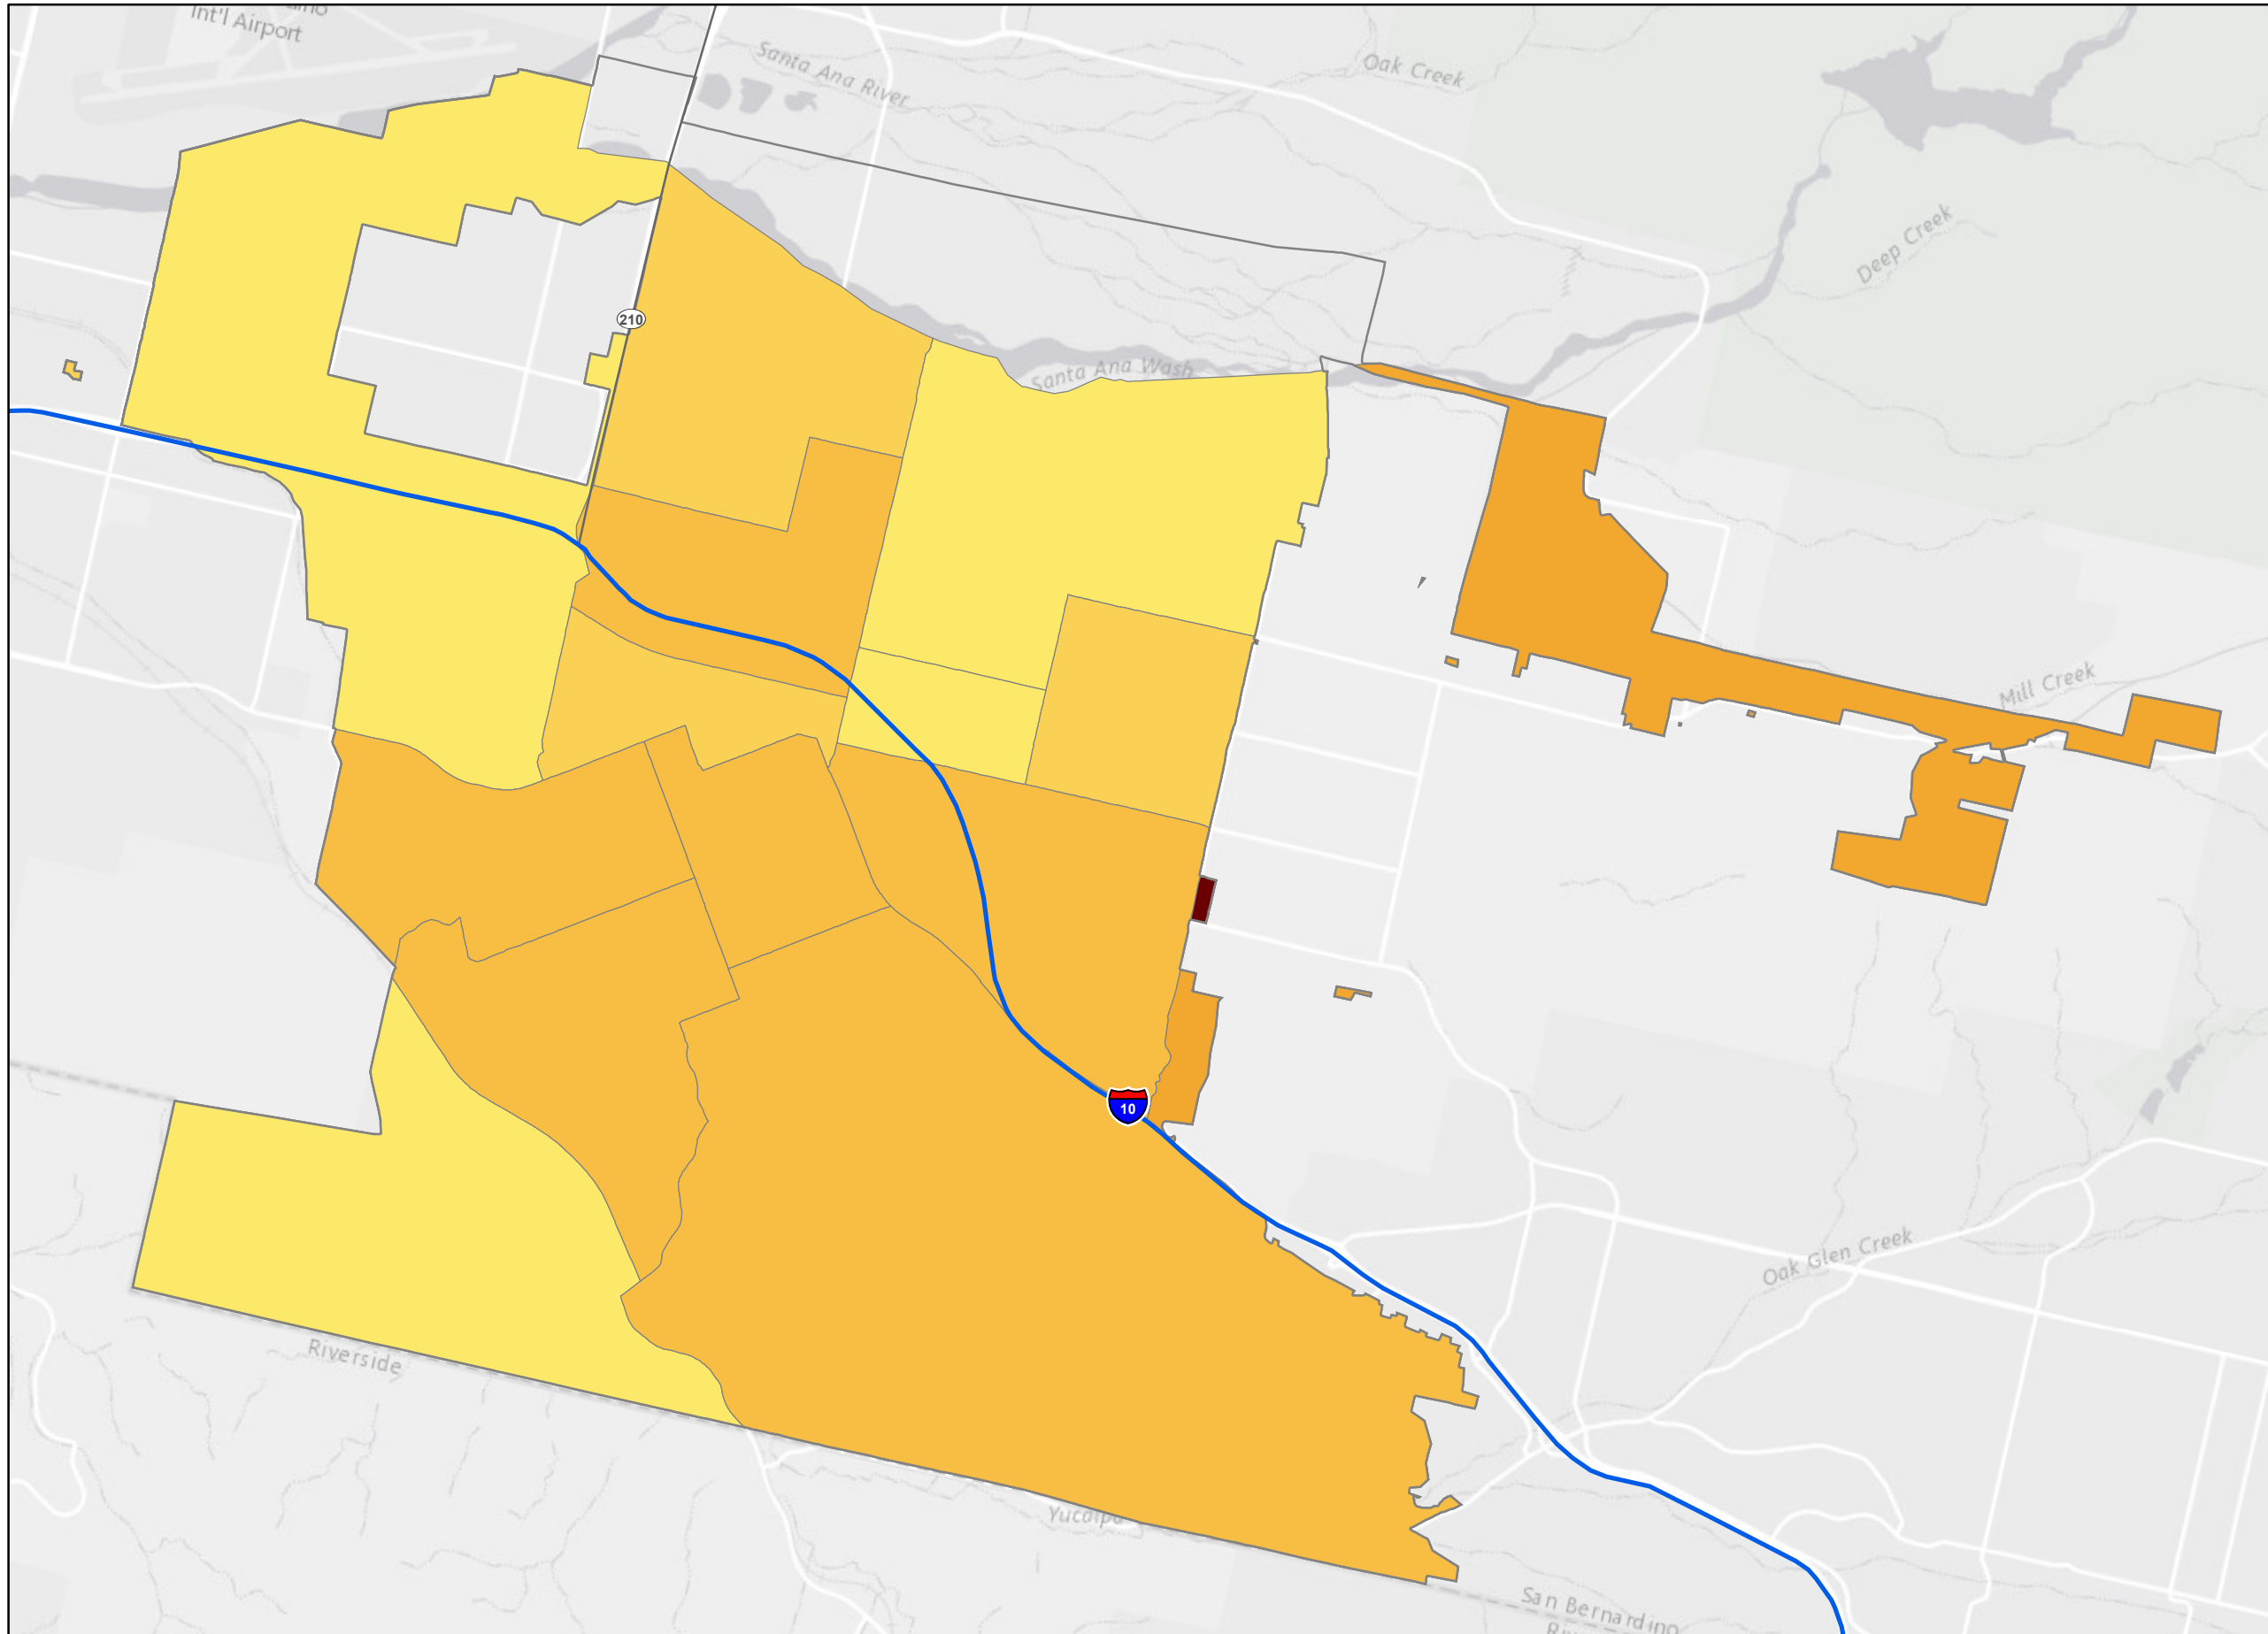 Int'l Airport
Santa Ana River
Oak Creek
Deep Creek
210
Santa Ana Wash
Mill Creek
10
Oak Glen Creek
Riverside
Yucaipa
San Bernardino